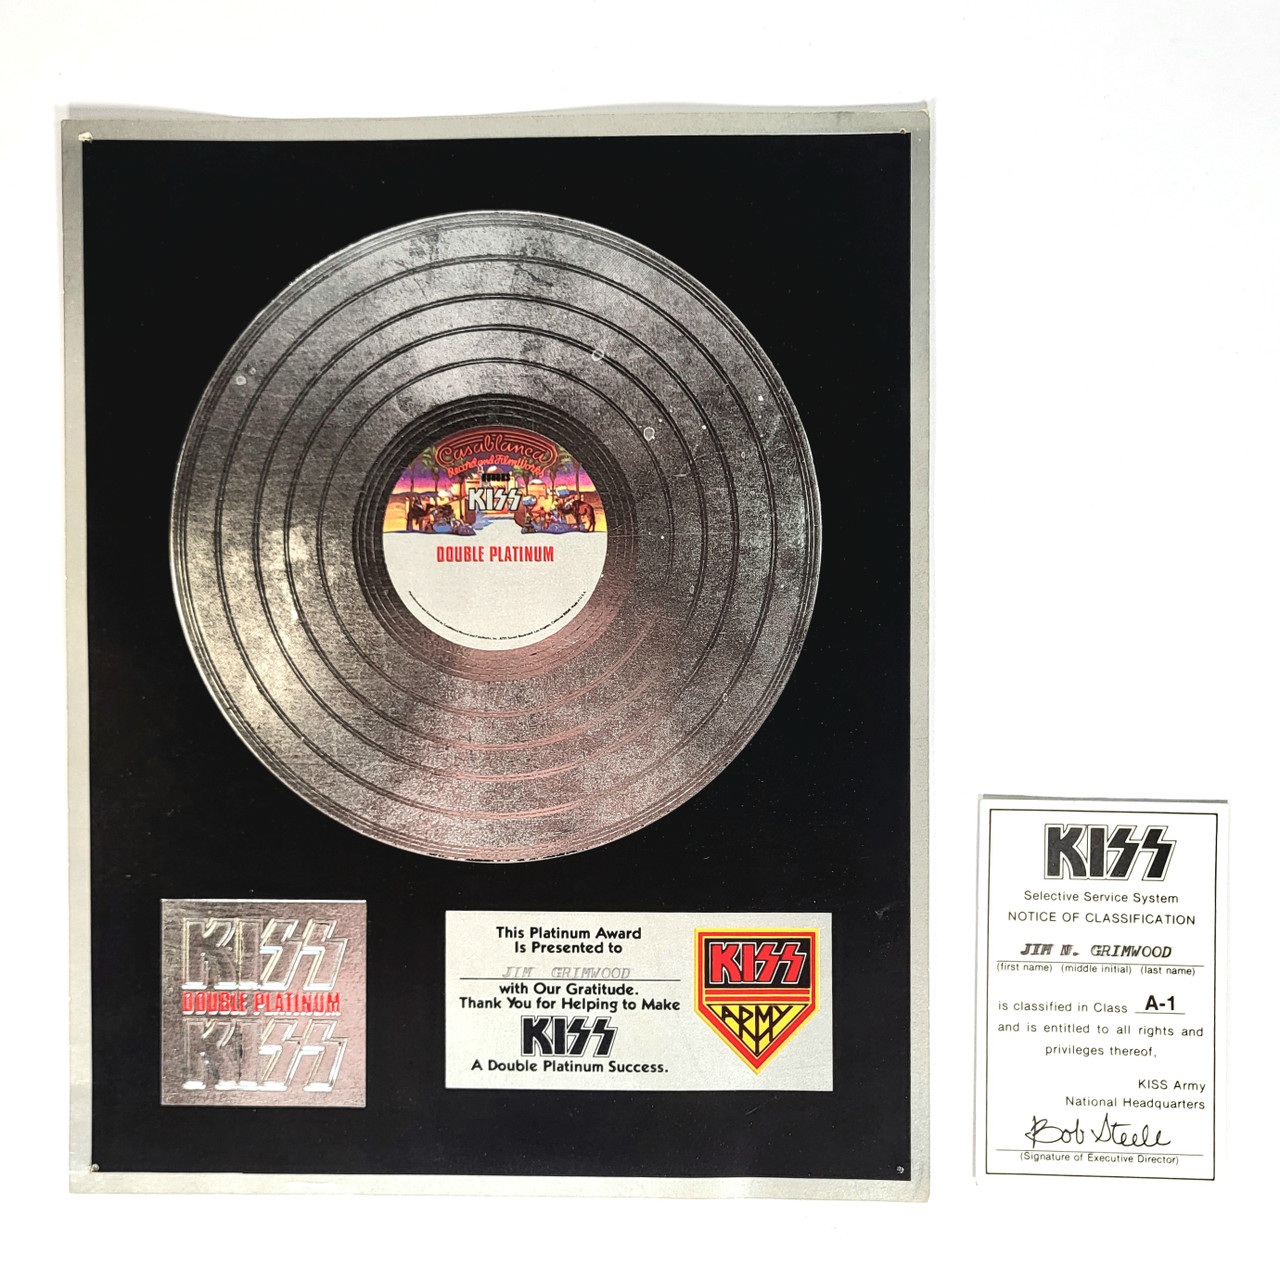 Casablanca
Record and FilmWorks
KISS
DOUBLE PLATINUM
KISS
DOUBLE PLATINUM
KISS
This Platinum Award
Is Presented to
JIM GRIMWOOD
with Our Gratitude.
Thank You for Helping to Make
KISS
A Double Platinum Success.
KISS
ARMY
KISS
Selective Service System
NOTICE OF CLASSIFICATION
JIM N. GRIMWOOD
(first name) (middle initial) (last name)
is classified in Class A-1
and is entitled to all rights and
privileges thereof,
KISS Army
National Headquarters
Bob Steele
(Signature of Executive Director)